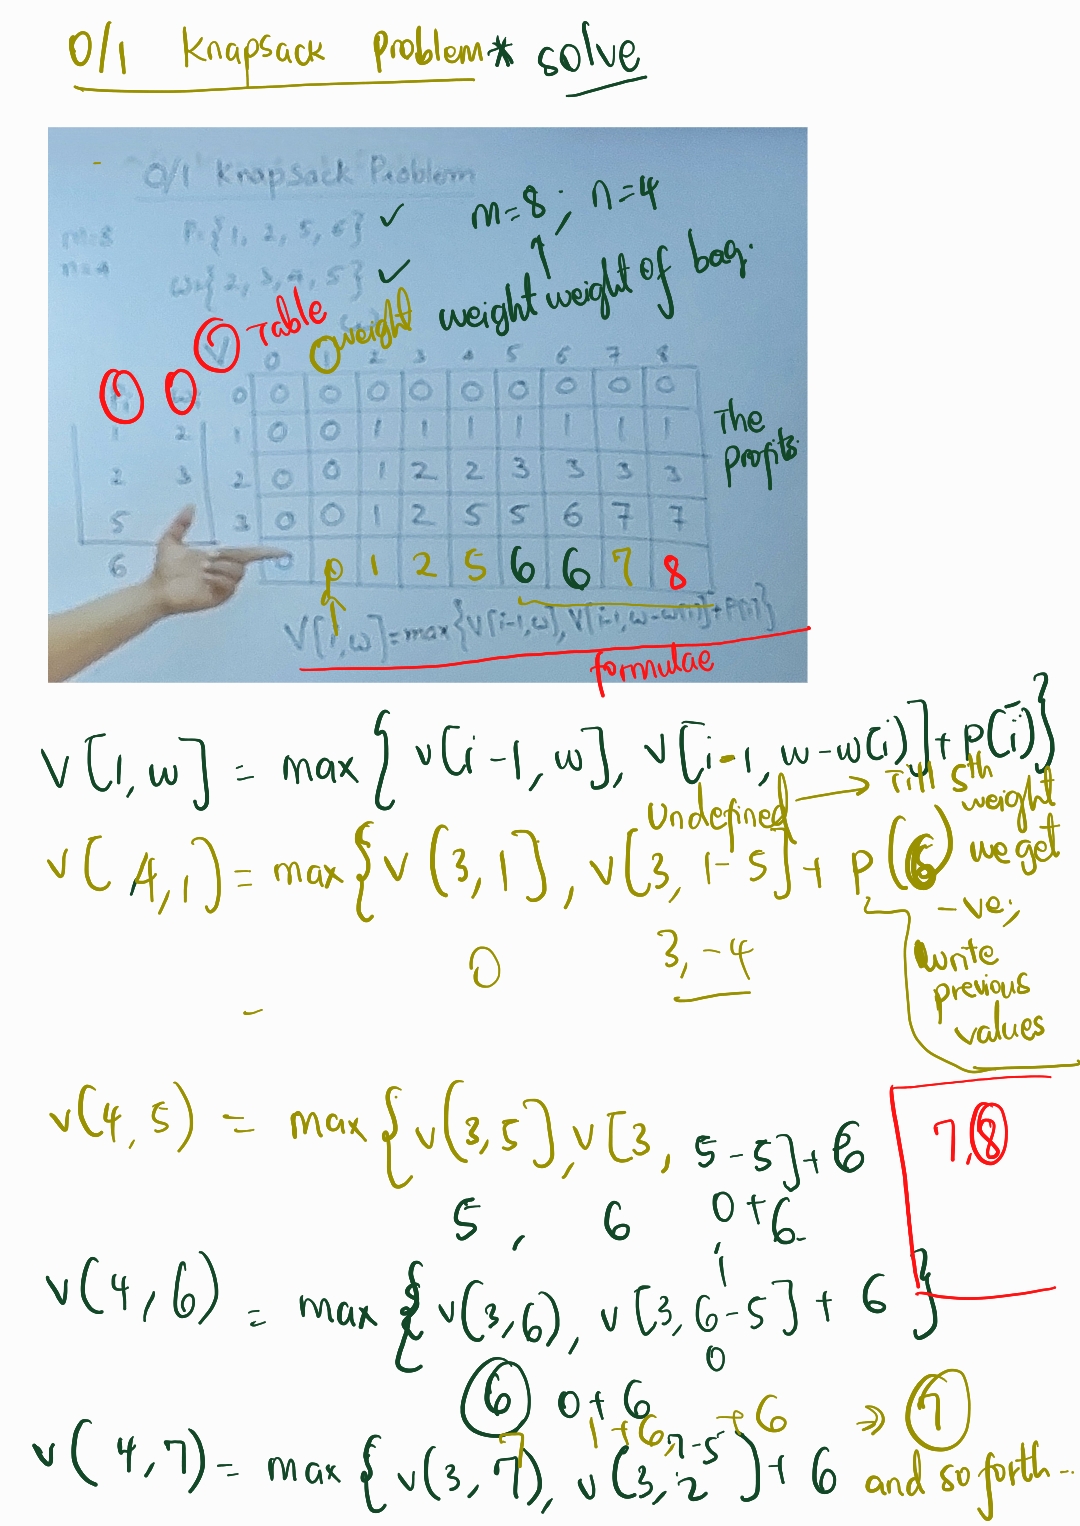 0/1 Knapsack Problem* solve
0/1 Knapsack Problem
m=8 P={1, 2, 5, 6} ✓ m=8; n=4
n=4 w={2, 3, 4, 5} ✓
weight weight of bag.
Table weight
V 0 1 2 3 4 5 6 7 8
Pi wi 0 0 0 0 0 0 0 0 0 0
1 2 1 0 0 1 1 1 1 1 1 1
2 3 2 0 0 1 2 2 3 3 3 3
5 3 0 0 1 2 5 5 6 7 7
6 0 0 1 2 5 6 6 7 8
The
profits
V[i,w]=max{V[i-1,w], V[i-1,w-w[i]]+P[i]}
formulae
V[1,w] = max{v(i-1,w], v[i-1, w-w(i)]+P(i)}
undefined → Till 5th
weight
we get
-ve;
write
previous
values
v(4,1) = max{v(3,1], v[3, 1-5]+P(6)
0 3,-4
v(4,5) = max{v(3,5], v[3, 5-5]+6
5, 6 0+6
7,8
v(4,6) = max{v(3,6), v[3, 6-5]+6}
1
0
6 0+6
1+6, +6 ⇒ 7
7 7-5
v(4,7) = max{v(3,7), v(3,2)+6 and so forth--